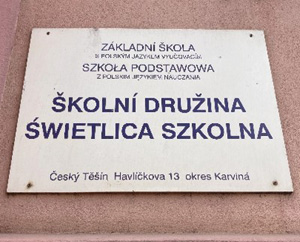 ZÁKLADNÍ ŠKOLA
S POLSKÝM JAZYKEM VYUČOVACÍM
SZKOŁA PODSTAWOWA
Z POLSKIM JĘZYKIEM NAUCZANIA
ŠKOLNÍ DRUŽINA
ŚWIETLICA SZKOLNA
Český Těšín Havlíčkova 13 okres Karviná